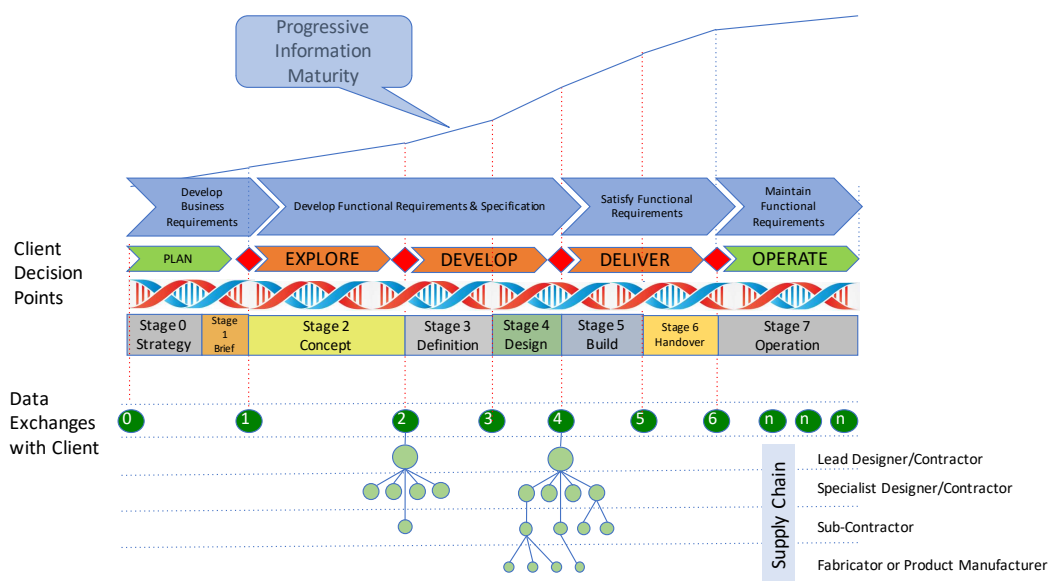 Progressive
Information
Maturity
Develop
Business
Requirements
Develop Functional Requirements & Specification
Satisfy Functional
Requirements
Maintain
Functional
Requirements
Client
Decision
Points
PLAN
EXPLORE
DEVELOP
DELIVER
OPERATE
Stage 0
Strategy
Stage
1
Brief
Stage 2
Concept
Stage 3
Definition
Stage 4
Design
Stage 5
Build
Stage 6
Handover
Stage 7
Operation
Data
Exchanges
with Client
0 1 2 3 4 5 6 n n n
Supply Chain
Lead Designer/Contractor
Specialist Designer/Contractor
Sub-Contractor
Fabricator or Product Manufacturer